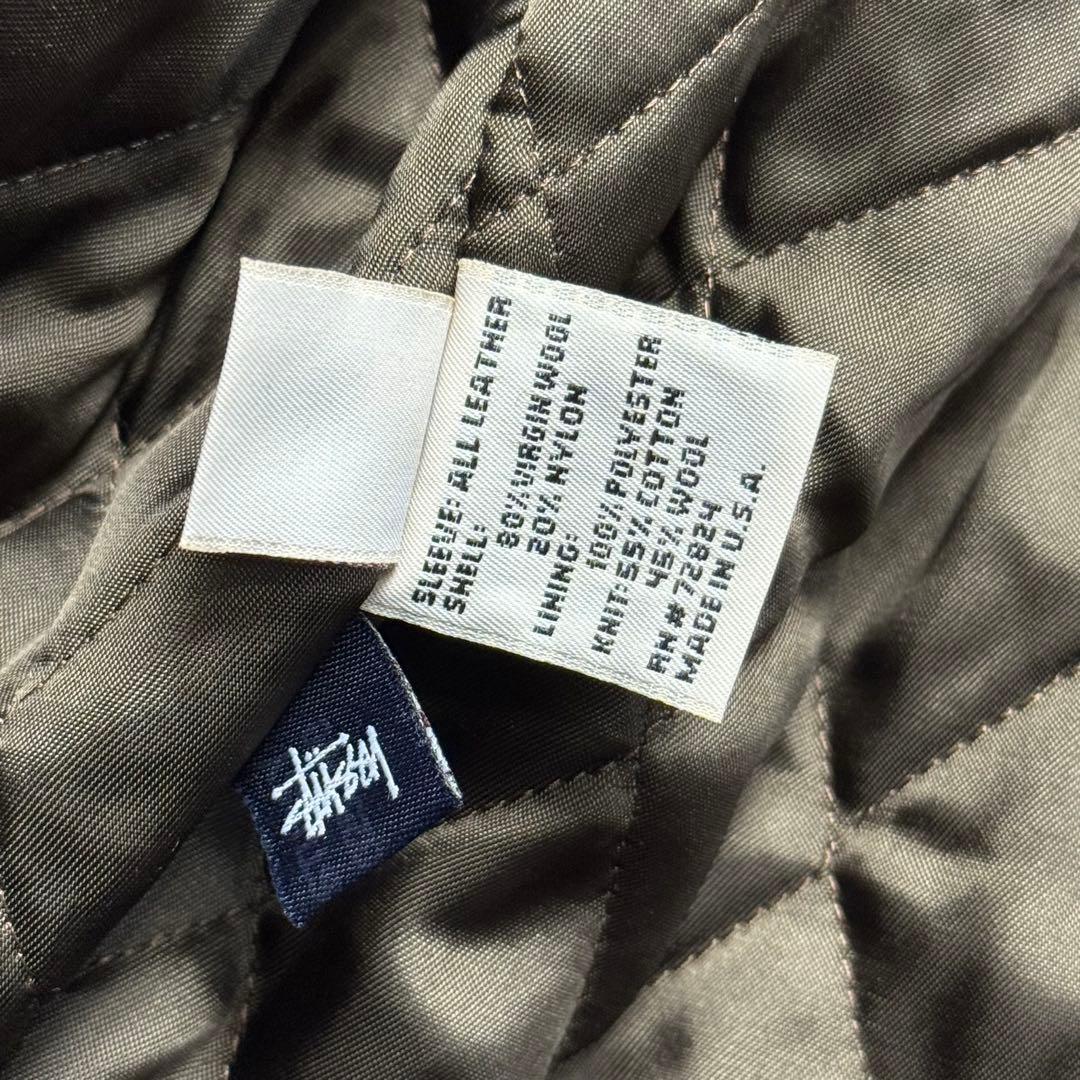 SLEEVE: ALL LEATHER
SHELL:
80% VIRGIN WOOL
20% NYLON
LINING:
100% POLYESTER
KNIT: 55% COTTON
45% WOOL
RN# 72824
MADE IN U.S.A.
Stüssy